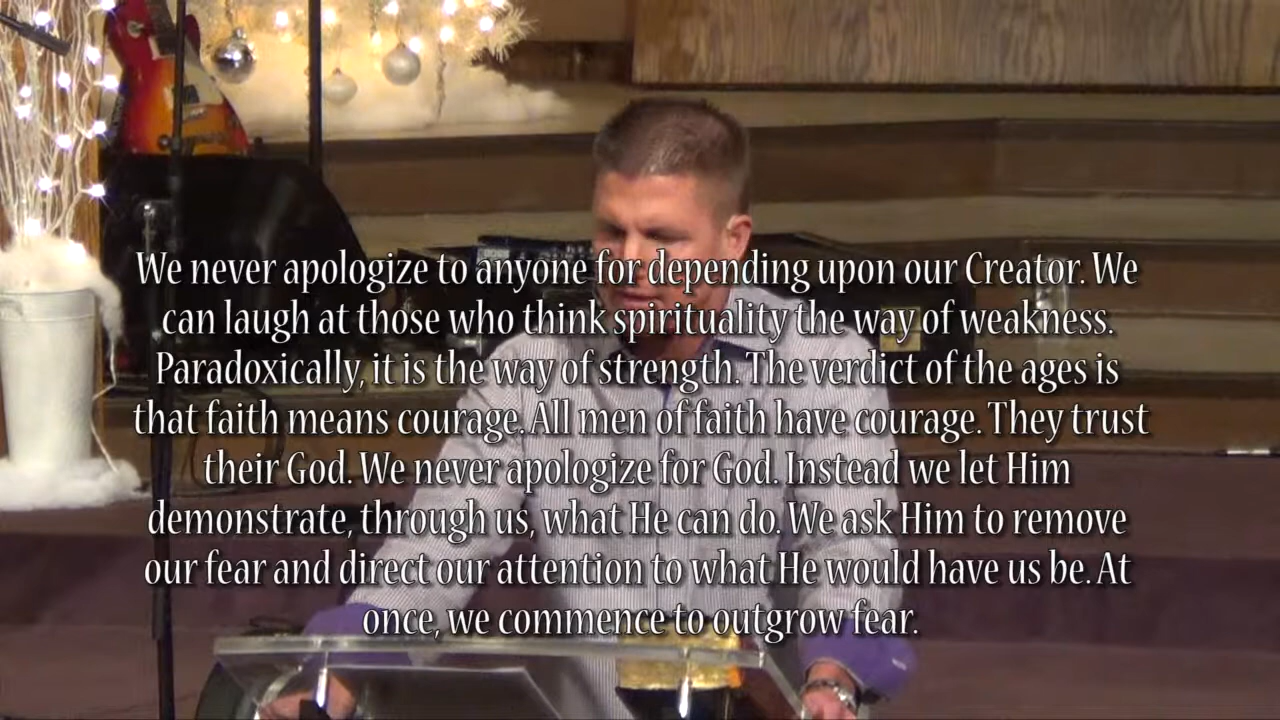 We never apologize to anyone for depending upon our Creator. We
can laugh at those who think spirituality the way of weakness.
Paradoxically, it is the way of strength. The verdict of the ages is
that faith means courage. All men of faith have courage. They trust
their God. We never apologize for God. Instead we let Him
demonstrate, through us, what He can do. We ask Him to remove
our fear and direct our attention to what He would have us be. At
once, we commence to outgrow fear.